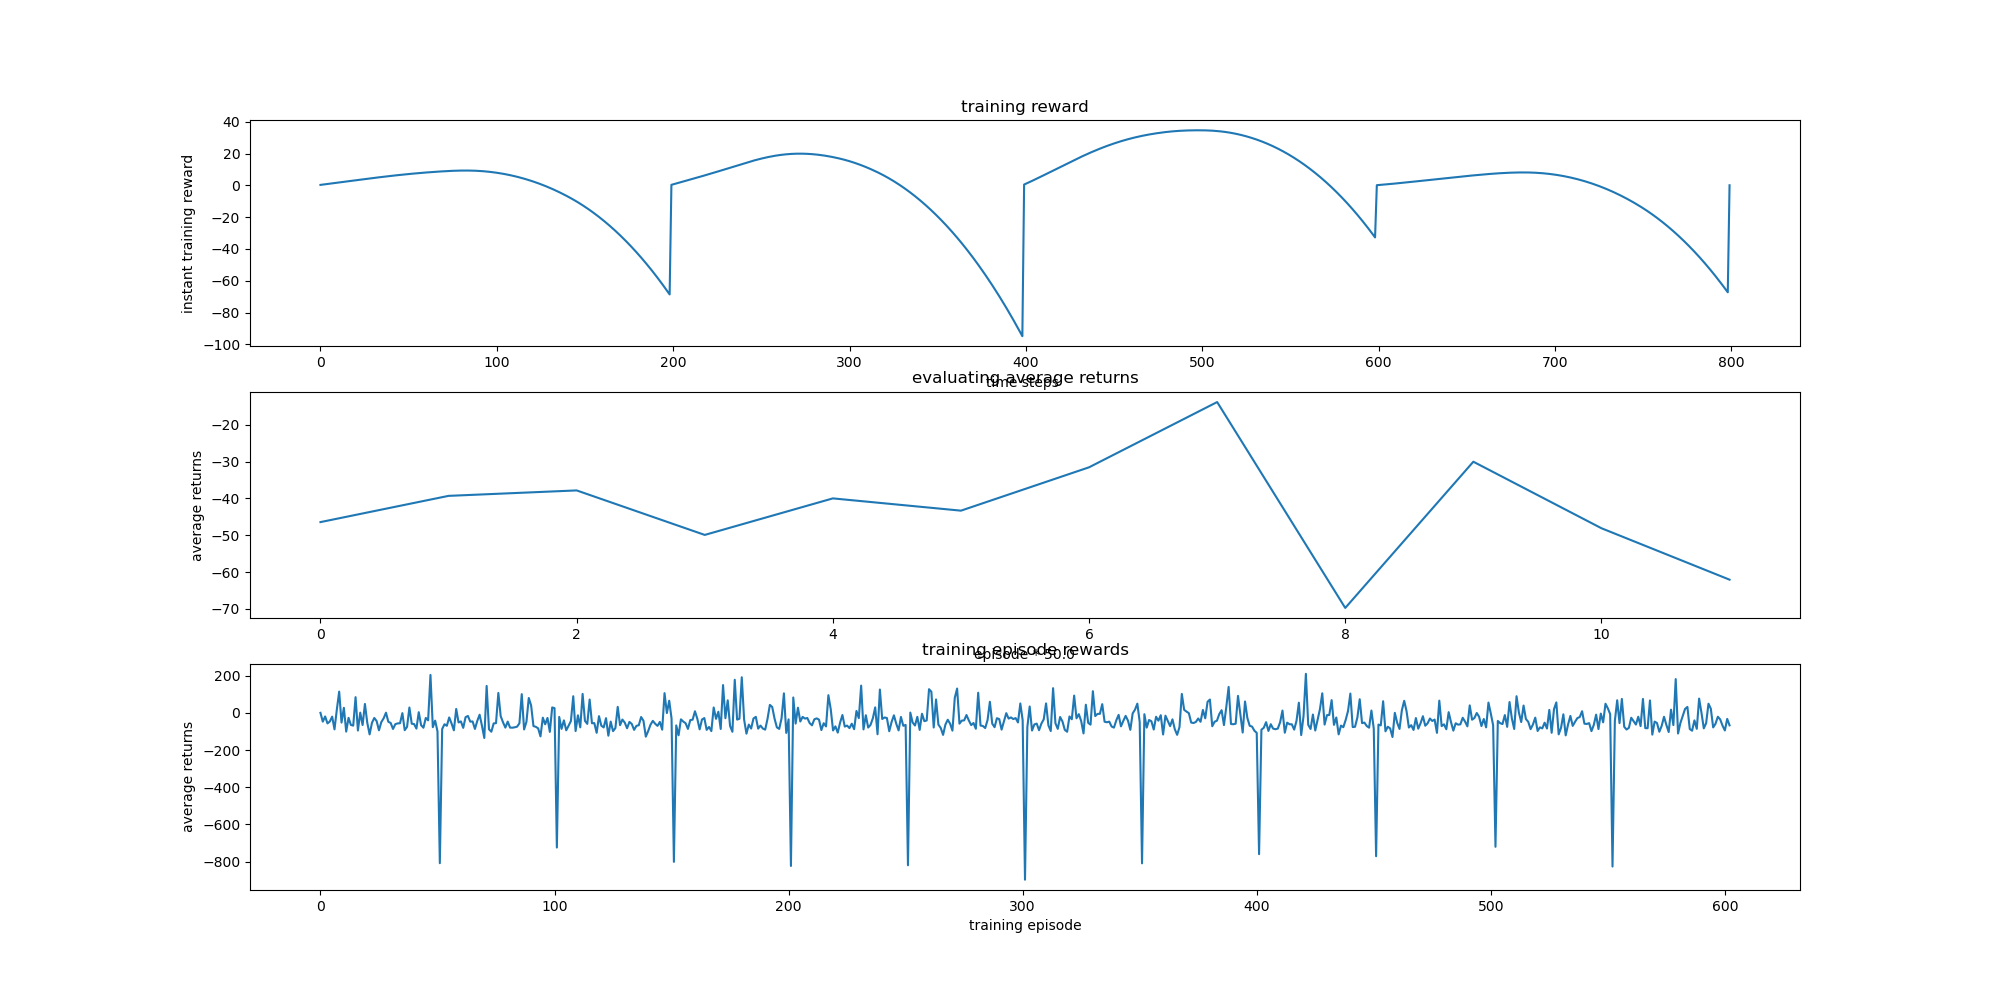 training reward
40
20
0
−20
−40
−60
−80
−100
instant training reward
0 100 200 300 400 500 600 700 800
time steps
evaluating average returns
−20
−30
−40
−50
−60
−70
average returns
0 2 4 6 8 10
episode * 50.0
training episode rewards
200
0
−200
−400
−600
−800
average returns
0 100 200 300 400 500 600
training episode